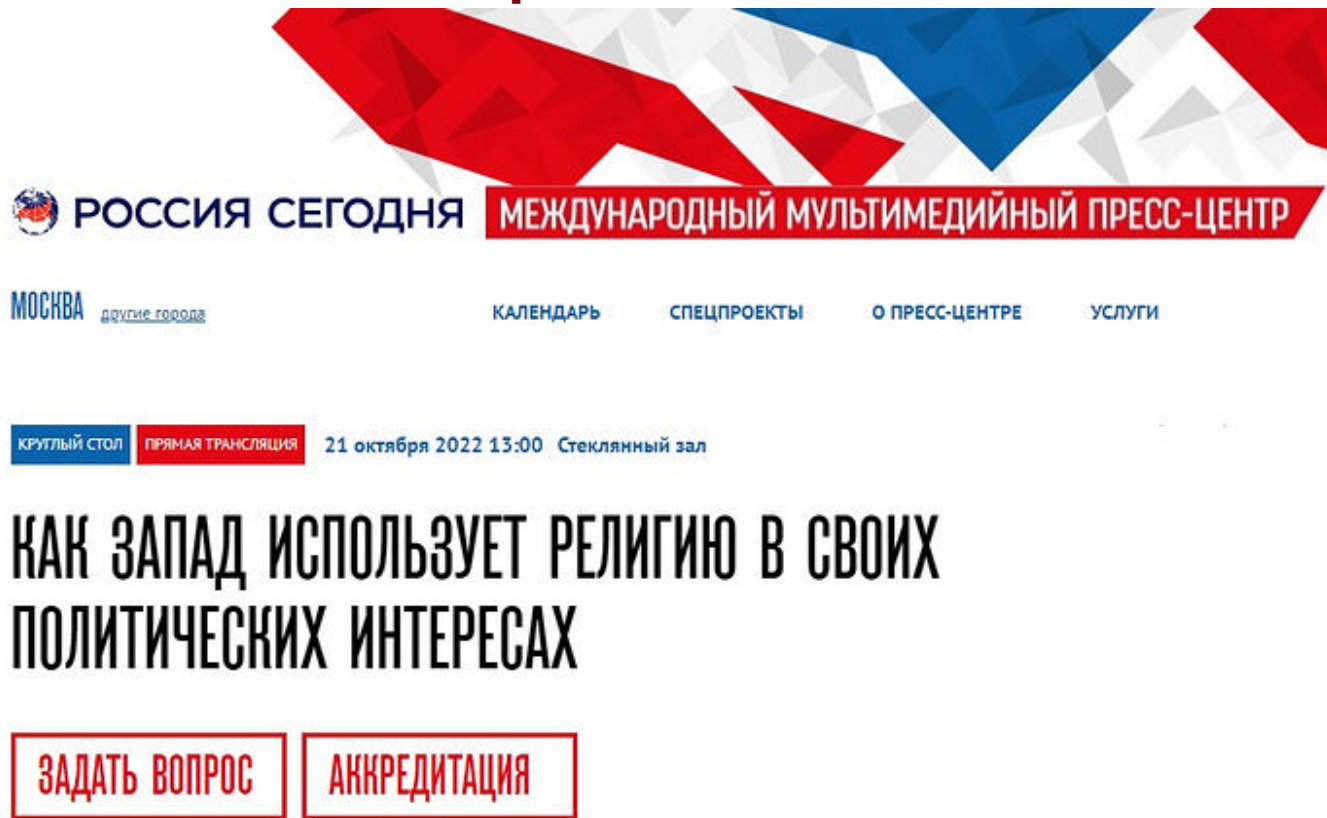 РОССИЯ СЕГОДНЯ МЕЖДУНАРОДНЫЙ МУЛЬТИМЕДИЙНЫЙ ПРЕСС-ЦЕНТР
МОСКВА другие города КАЛЕНДАРЬ СПЕЦПРОЕКТЫ О ПРЕСС-ЦЕНТРЕ УСЛУГИ
КРУГЛЫЙ СТОЛ ПРЯМАЯ ТРАНСЛЯЦИЯ 21 октября 2022 13:00 Стеклянный зал
КАК ЗАПАД ИСПОЛЬЗУЕТ РЕЛИГИЮ В СВОИХ
ПОЛИТИЧЕСКИХ ИНТЕРЕСАХ
ЗАДАТЬ ВОПРОС АККРЕДИТАЦИЯ